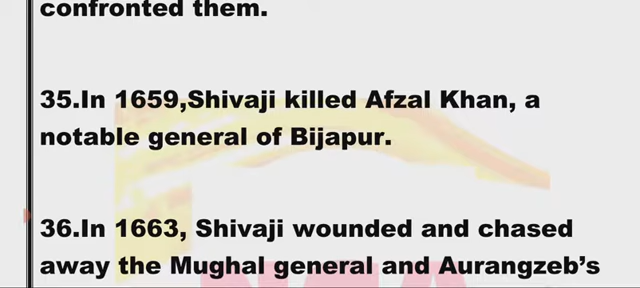 confronted them.
35.In 1659,Shivaji killed Afzal Khan, a
notable general of Bijapur.
36.In 1663, Shivaji wounded and chased
away the Mughal general and Aurangzeb’s